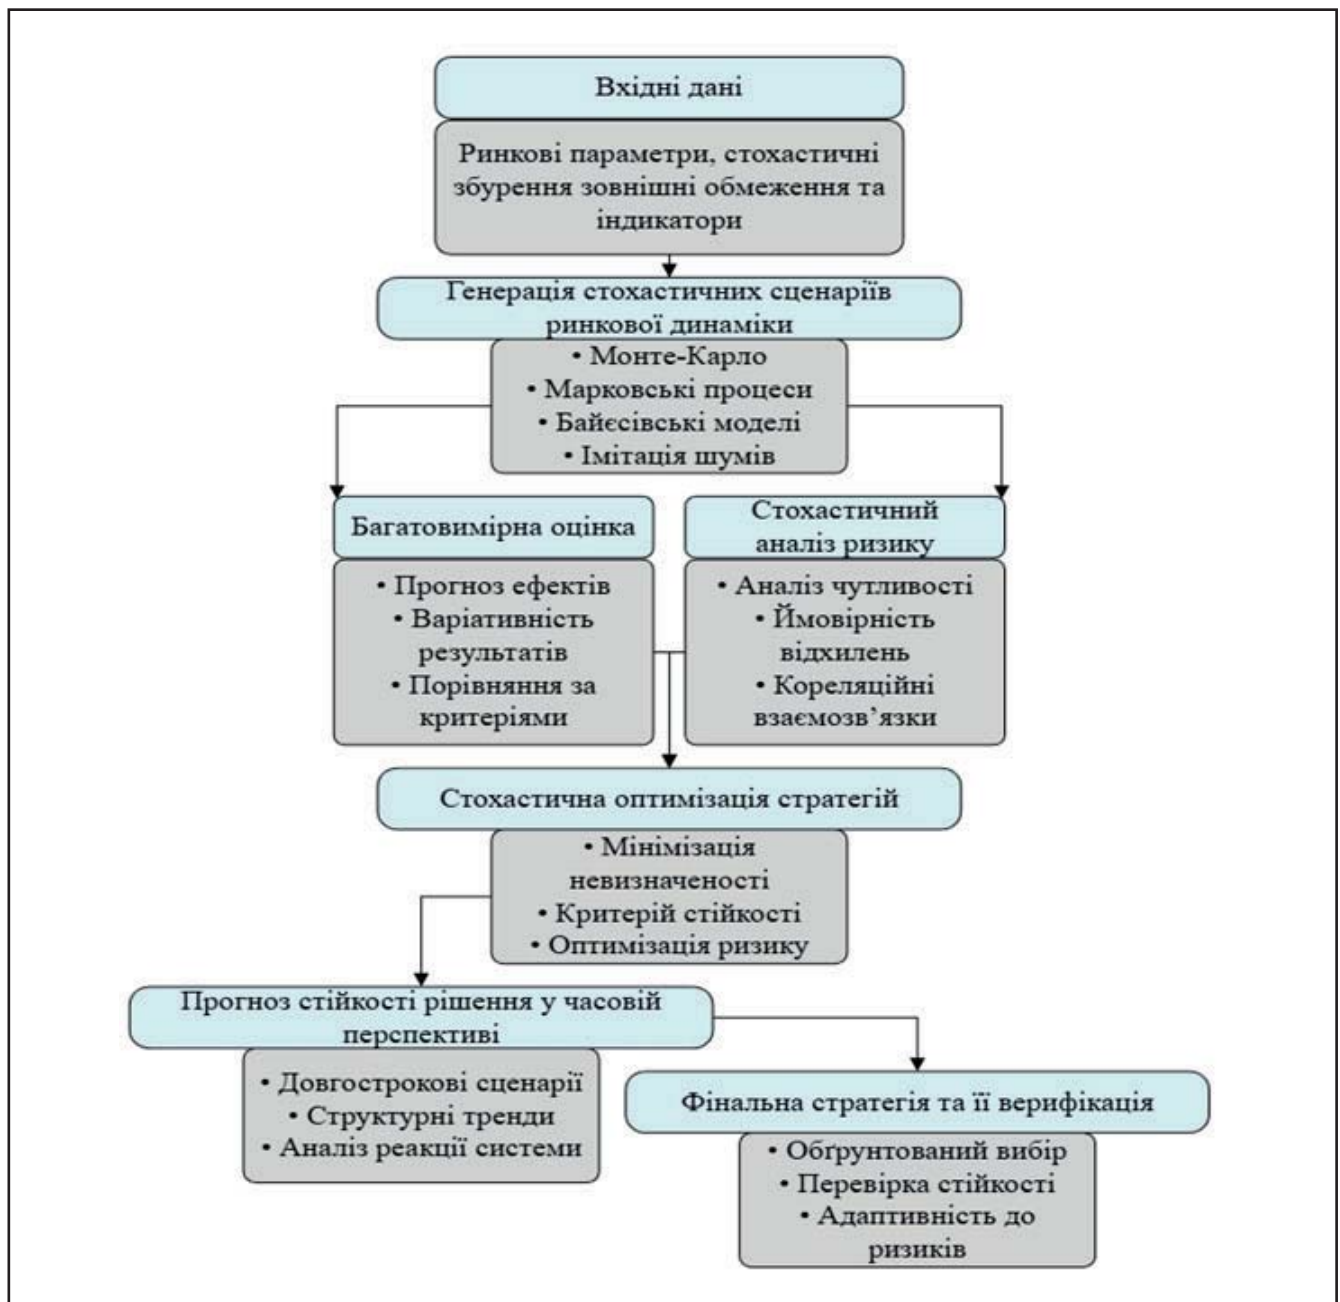 Вхідні дані
Ринкові параметри, стохастичні
збурення зовнішні обмеження та
індикатори
Генерація стохастичних сценаріїв
ринкової динаміки
• Монте-Карло
• Марковські процеси
• Байєсівські моделі
• Імітація шумів
Багатовимірна оцінка
• Прогноз ефектів
• Варіативність
результатів
• Порівняння за
критеріями
Стохастичний
аналіз ризику
• Аналіз чутливості
• Ймовірність
відхилень
• Кореляційні
взаємозв’язки
Стохастична оптимізація стратегій
• Мінімізація
невизначеності
• Критерій стійкості
• Оптимізація ризику
Прогноз стійкості рішення у часовій
перспективі
• Довгострокові сценарії
• Структурні тренди
• Аналіз реакції системи
Фінальна стратегія та її верифікація
• Обґрунтований вибір
• Перевірка стійкості
• Адаптивність до
ризиків